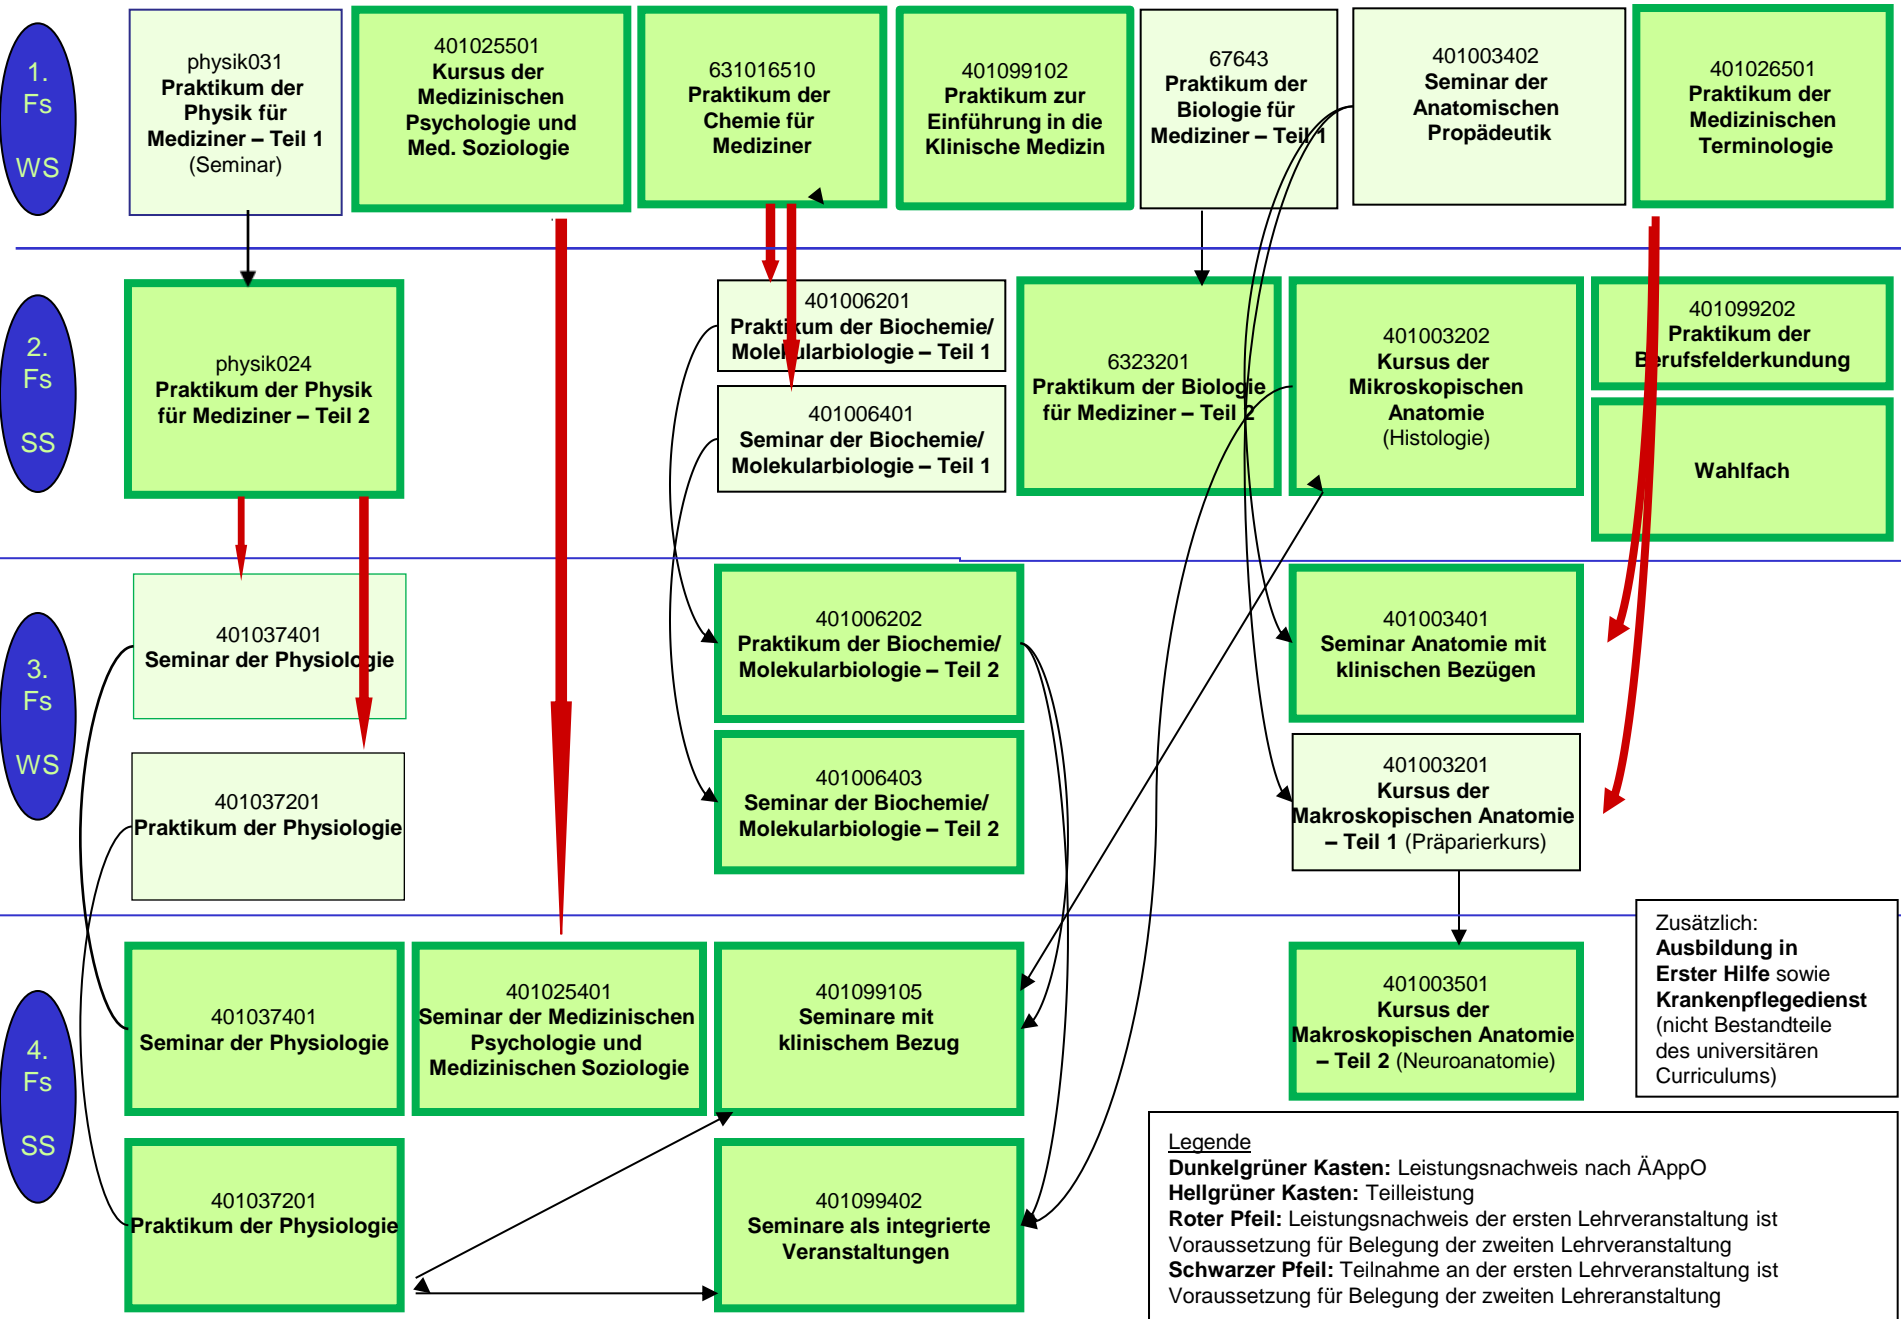 1.
Fs
WS
physik031
Praktikum der
Physik für
Mediziner – Teil 1
(Seminar)
401025501
Kursus der
Medizinischen
Psychologie und
Med. Soziologie
631016510
Praktikum der
Chemie für
Mediziner
401099102
Praktikum zur
Einführung in die
Klinische Medizin
67643
Praktikum der
Biologie für
Mediziner – Teil 1
401003402
Seminar der
Anatomischen
Propädeutik
401026501
Praktikum der
Medizinischen
Terminologie
2.
Fs
SS
physik024
Praktikum der Physik
für Mediziner – Teil 2
401006201
Praktikum der Biochemie/
Molekularbiologie – Teil 1
401006401
Seminar der Biochemie/
Molekularbiologie – Teil 1
6323201
Praktikum der Biologie
für Mediziner – Teil 2
401003202
Kursus der
Mikroskopischen
Anatomie
(Histologie)
401099202
Praktikum der
Berufsfelderkundung
Wahlfach
3.
Fs
WS
401037401
Seminar der Physiologie
401037201
Praktikum der Physiologie
401006202
Praktikum der Biochemie/
Molekularbiologie – Teil 2
401006403
Seminar der Biochemie/
Molekularbiologie – Teil 2
401003401
Seminar Anatomie mit
klinischen Bezügen
401003201
Kursus der
Makroskopischen Anatomie
– Teil 1 (Präparierkurs)
4.
Fs
SS
401037401
Seminar der Physiologie
401025401
Seminar der Medizinischen
Psychologie und
Medizinischen Soziologie
401099105
Seminare mit
klinischem Bezug
401003501
Kursus der
Makroskopischen Anatomie
– Teil 2 (Neuroanatomie)
Zusätzlich:
Ausbildung in
Erster Hilfe sowie
Krankenpflegedienst
(nicht Bestandteile
des universitären
Curriculums)
401037201
Praktikum der Physiologie
401099402
Seminare als integrierte
Veranstaltungen
Legende
Dunkelgrüner Kasten: Leistungsnachweis nach ÄAppO
Hellgrüner Kasten: Teilleistung
Roter Pfeil: Leistungsnachweis der ersten Lehrveranstaltung ist
Voraussetzung für Belegung der zweiten Lehrveranstaltung
Schwarzer Pfeil: Teilnahme an der ersten Lehrveranstaltung ist
Voraussetzung für Belegung der zweiten Lehreranstaltung